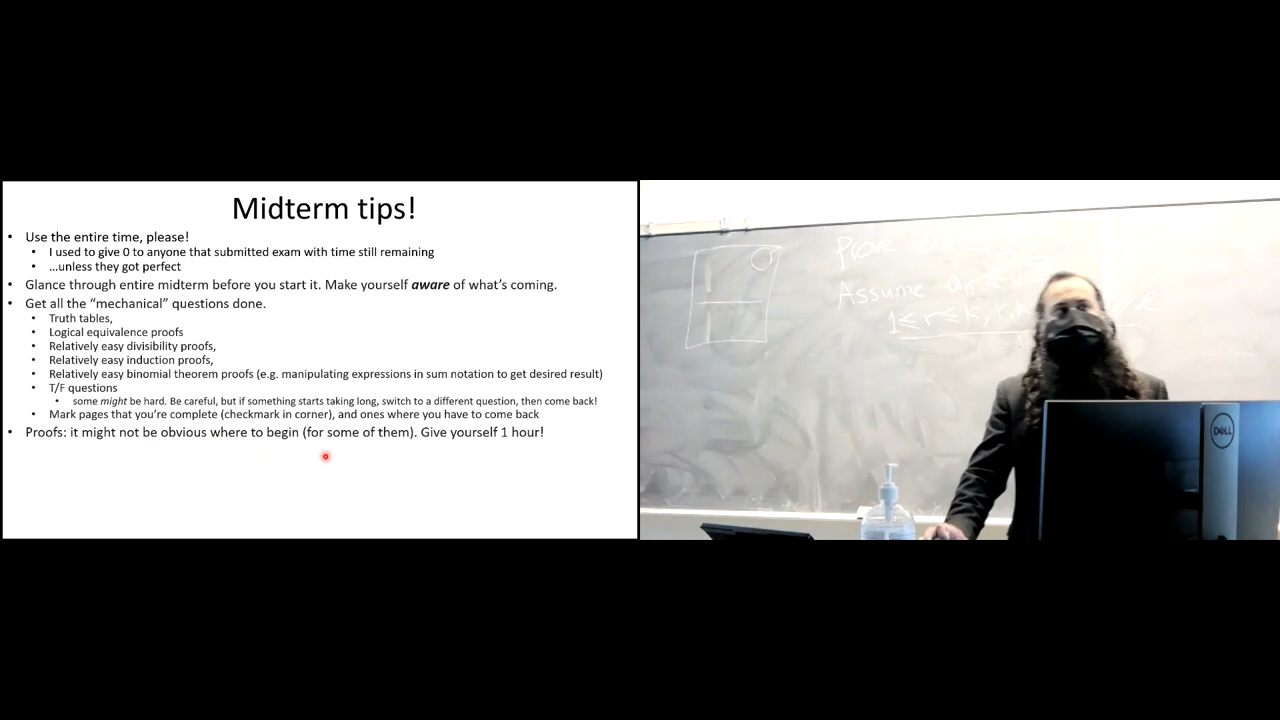 Midterm tips!
• Use the entire time, please!
• I used to give 0 to anyone that submitted exam with time still remaining
• …unless they got perfect
• Glance through entire midterm before you start it. Make yourself aware of what's coming.
• Get all the “mechanical” questions done.
• Truth tables,
• Logical equivalence proofs
• Relatively easy divisibility proofs,
• Relatively easy induction proofs,
• Relatively easy binomial theorem proofs (e.g. manipulating expressions in sum notation to get desired result)
• T/F questions
• some might be hard. Be careful, but if something starts taking long, switch to a different question, then come back!
• Mark pages that you're complete (checkmark in corner), and ones where you have to come back
• Proofs: it might not be obvious where to begin (for some of them). Give yourself 1 hour!
Prove
Assume
1≤r≤k,
DELL